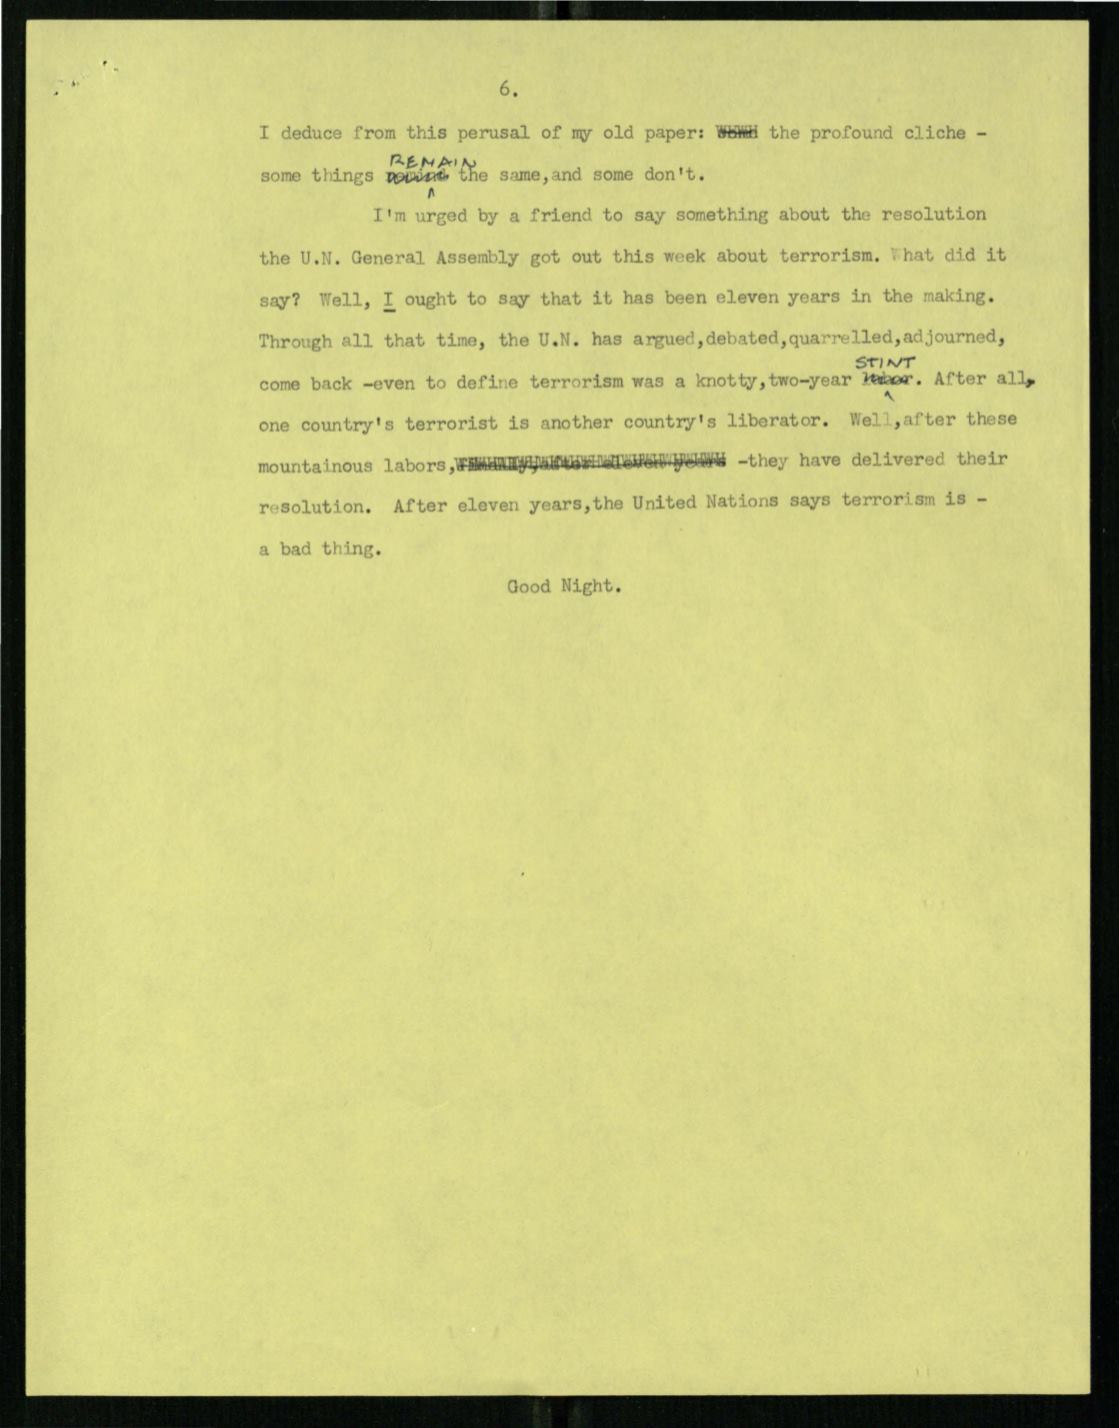 6.
I deduce from this perusal of my old paper: the profound cliche -
REMAIN
some things the same,and some don't.
I'm urged by a friend to say something about the resolution
the U.N. General Assembly got out this week about terrorism. What did it
say? Well, I ought to say that it has been eleven years in the making.
Through all that time, the U.N. has argued,debated,quarrelled,adjourned,
STINT
come back -even to define terrorism was a knotty,two-year labor. After all,
one country's terrorist is another country's liberator. Well,after these
mountainous labors,finally,after eleven years -they have delivered their
resolution. After eleven years,the United Nations says terrorism is -
a bad thing.
Good Night.